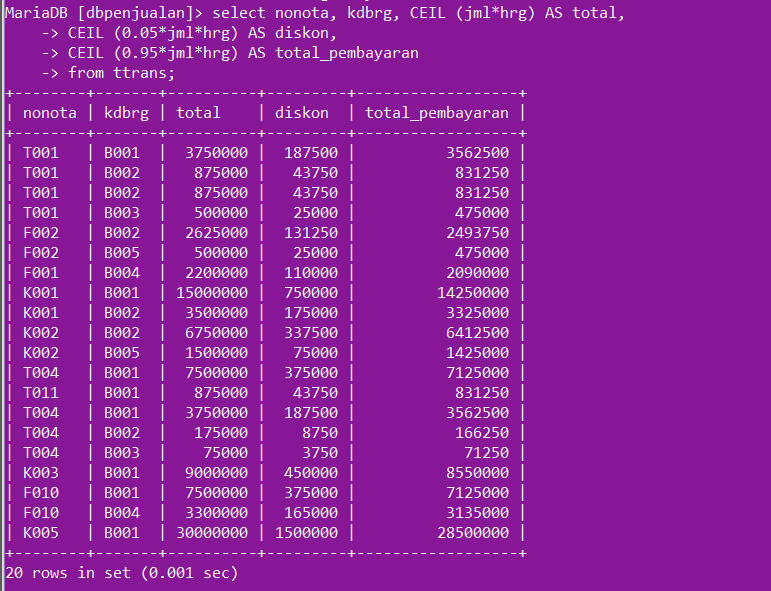 MariaDB [dbpenjualan]> select nonota, kdbrg, CEIL (jml*hrg) AS total,
    -> CEIL (0.05*jml*hrg) AS diskon,
    -> CEIL (0.95*jml*hrg) AS total_pembayaran
    -> from ttrans;
+--------+-------+----------+---------+------------------+
| nonota | kdbrg | total    | diskon  | total_pembayaran |
+--------+-------+----------+---------+------------------+
| T001   | B001  |  3750000 |  187500 |          3562500 |
| T001   | B002  |   875000 |   43750 |           831250 |
| T001   | B002  |   875000 |   43750 |           831250 |
| T001   | B003  |   500000 |   25000 |           475000 |
| F002   | B002  |  2625000 |  131250 |          2493750 |
| F002   | B005  |   500000 |   25000 |           475000 |
| F001   | B004  |  2200000 |  110000 |          2090000 |
| K001   | B001  | 15000000 |  750000 |         14250000 |
| K001   | B002  |  3500000 |  175000 |          3325000 |
| K002   | B002  |  6750000 |  337500 |          6412500 |
| K002   | B005  |  1500000 |   75000 |          1425000 |
| T004   | B001  |  7500000 |  375000 |          7125000 |
| T011   | B001  |   875000 |   43750 |           831250 |
| T004   | B001  |  3750000 |  187500 |          3562500 |
| T004   | B002  |   175000 |    8750 |           166250 |
| T004   | B003  |    75000 |    3750 |            71250 |
| K003   | B001  |  9000000 |  450000 |          8550000 |
| F010   | B001  |  7500000 |  375000 |          7125000 |
| F010   | B004  |  3300000 |  165000 |          3135000 |
| K005   | B001  | 30000000 | 1500000 |         28500000 |
+--------+-------+----------+---------+------------------+
20 rows in set (0.001 sec)